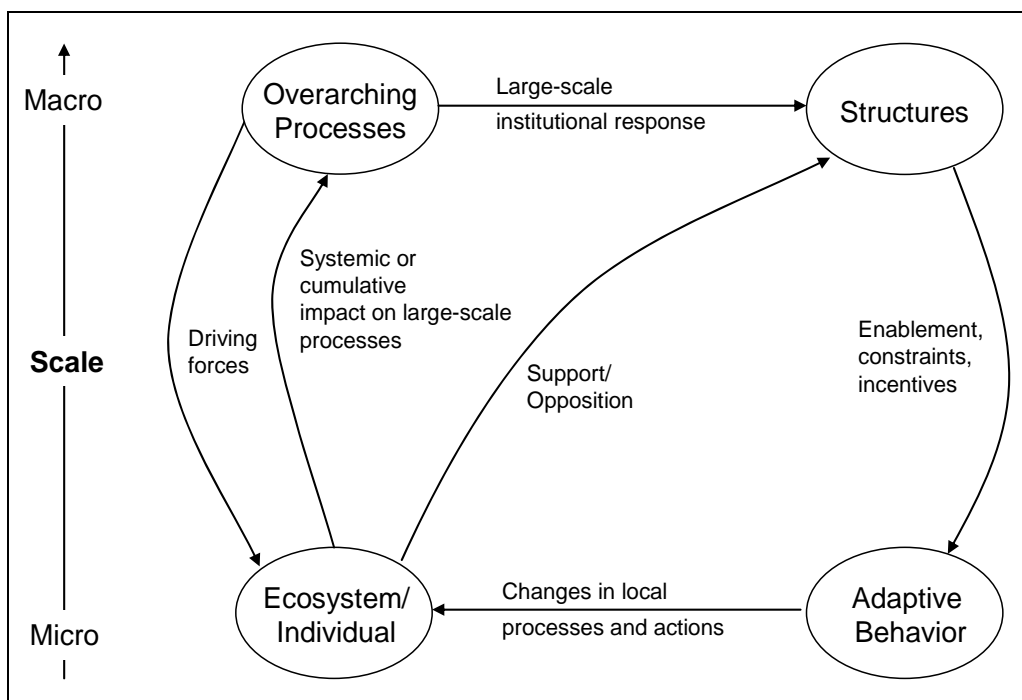 Macro
Scale
Micro
Overarching
Processes
Large-scale
institutional response
Structures
Systemic or
cumulative
impact on large-scale
processes
Driving
forces
Support/
Opposition
Enablement,
constraints,
incentives
Ecosystem/
Individual
Changes in local
processes and actions
Adaptive
Behavior